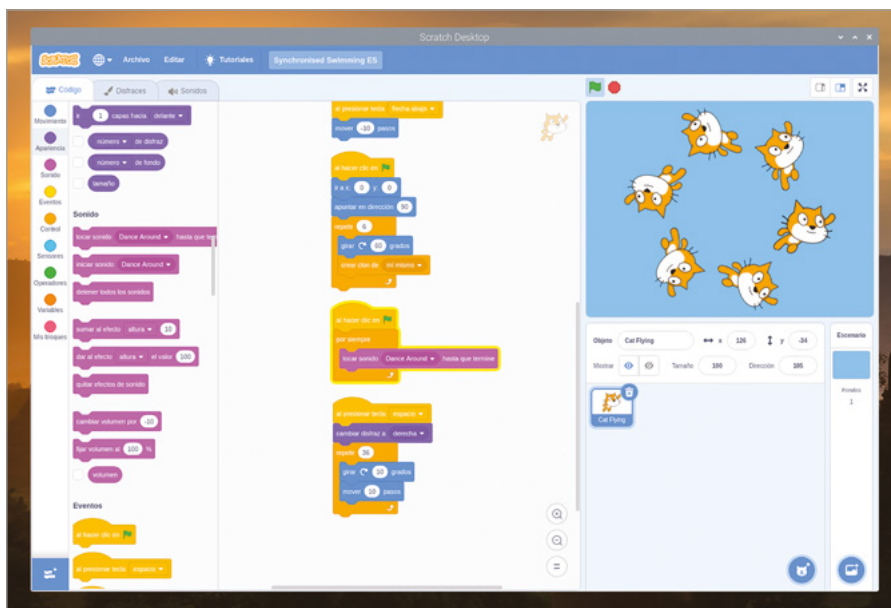 Scratch Desktop
SCRATCH
Archivo Editar Tutoriales Synchronised Swimming ES
Código Disfraces Sonidos
Movimiento
Apariencia
Sonido
Eventos
Control
Sensores
Operadores
Variables
Mis bloques
ir 1 capas hacia delante
número de disfraz
número de fondo
tamaño
Sonido
tocar sonido Dance Around hasta que
iniciar sonido Dance Around
detener todos los sonidos
sumar al efecto altura 10
dar al efecto altura el valor 100
quitar efectos de sonido
cambiar volumen por -10
fijar volumen al 100 %
volumen
Eventos
al hacer clic en
al presionar tecla espacio
al presionar tecla flecha abajo
mover -10 pasos
al hacer clic en
ir a x: 0 y: 0
apuntar en dirección 90
repetir 6
girar 60 grados
crear clon de mí mismo
al hacer clic en
por siempre
tocar sonido Dance Around hasta que termine
al presionar tecla espacio
cambiar disfraz a derecha
repetir 36
girar 10 grados
mover 10 pasos
Objeto Cat Flying x 126 y -34
Mostrar Tamaño 100 Dirección 105
Cat Flying
Escenario
Fondos
1